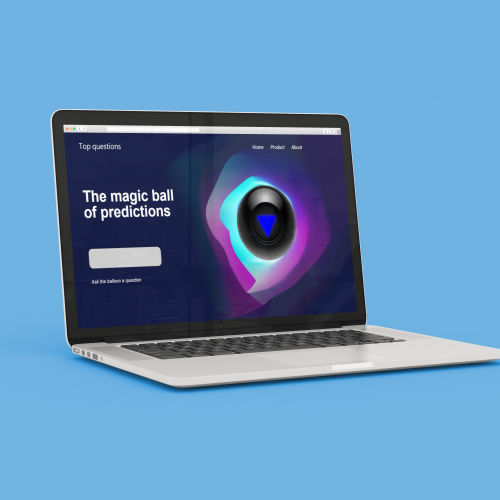 Top questions
Home Product About
The magic ball
of predictions
Ask the balloon a question